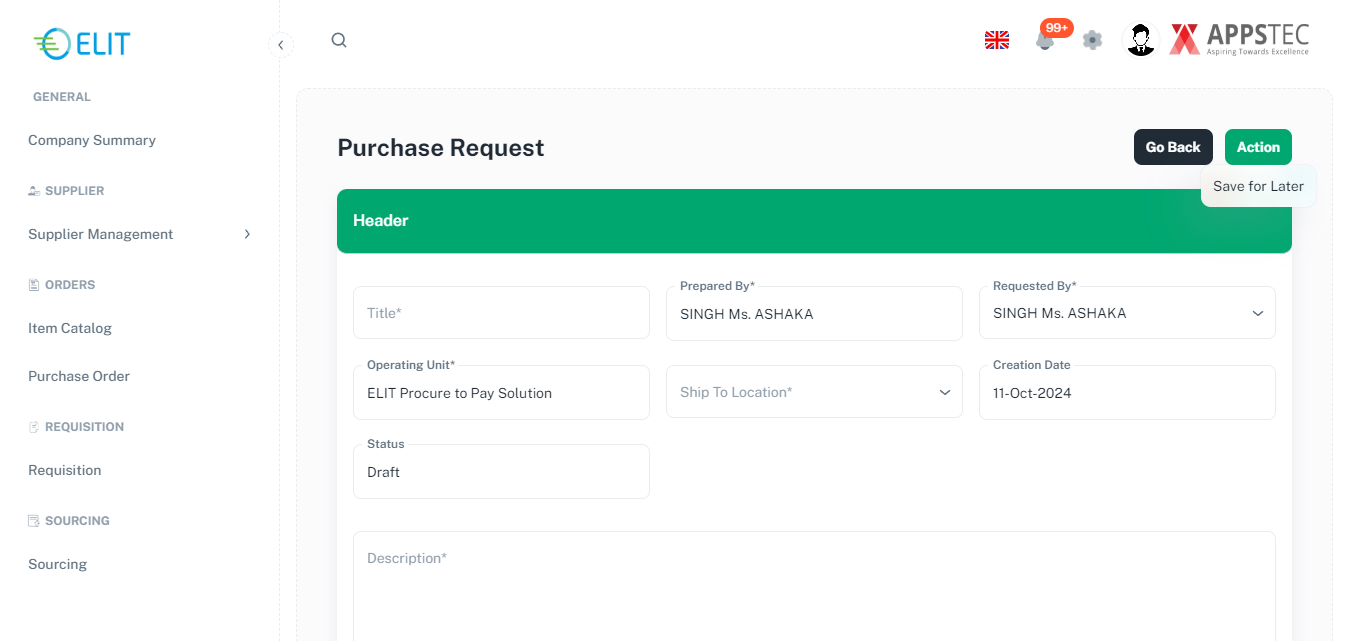 ELIT
99+
APPSTEC
Aspiring Towards Excellence
GENERAL
Company Summary
SUPPLIER
Supplier Management
ORDERS
Item Catalog
Purchase Order
REQUISITION
Requisition
SOURCING
Sourcing
Purchase Request
Go Back
Action
Save for Later
Header
Title*
Prepared By*
SINGH Ms. ASHAKA
Requested By*
SINGH Ms. ASHAKA
Operating Unit*
ELIT Procure to Pay Solution
Ship To Location*
Creation Date
11-Oct-2024
Status
Draft
Description*